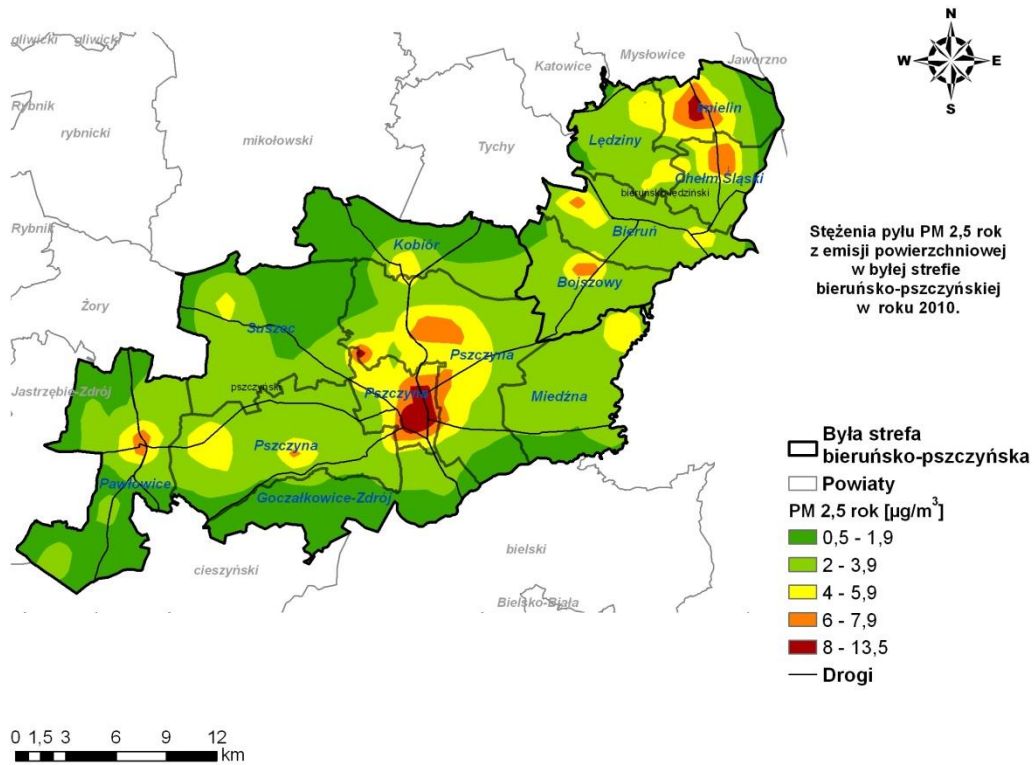 N
W E
S
gliwicki gliwicki
Mysłowice
Katowice
Jaworzno
Rybnik
rybnicki
mikołowski
Tychy
Imielin
Lędziny
Chełm Śląski
bieruńsko-lędziński
Rybnik
Kobiór
Bieruń
Stężenia pyłu PM 2,5 rok
z emisji powierzchniowej
w byłej strefie
bieruńsko-pszczyńskiej
w roku 2010.
Bojszowy
Żory
Suszec
Pszczyna
Jastrzębie-Zdrój
pszczyński
Pszczyna
Miedźna
Pszczyna
Pawłowice
Goczałkowice-Zdrój
bielski
cieszyński
Bielsko-Biała
Była strefa
bieruńsko-pszczyńska
Powiaty
PM 2,5 rok [µg/m³]
0,5 - 1,9
2 - 3,9
4 - 5,9
6 - 7,9
8 - 13,5
Drogi
0 1,5 3 6 9 12
km